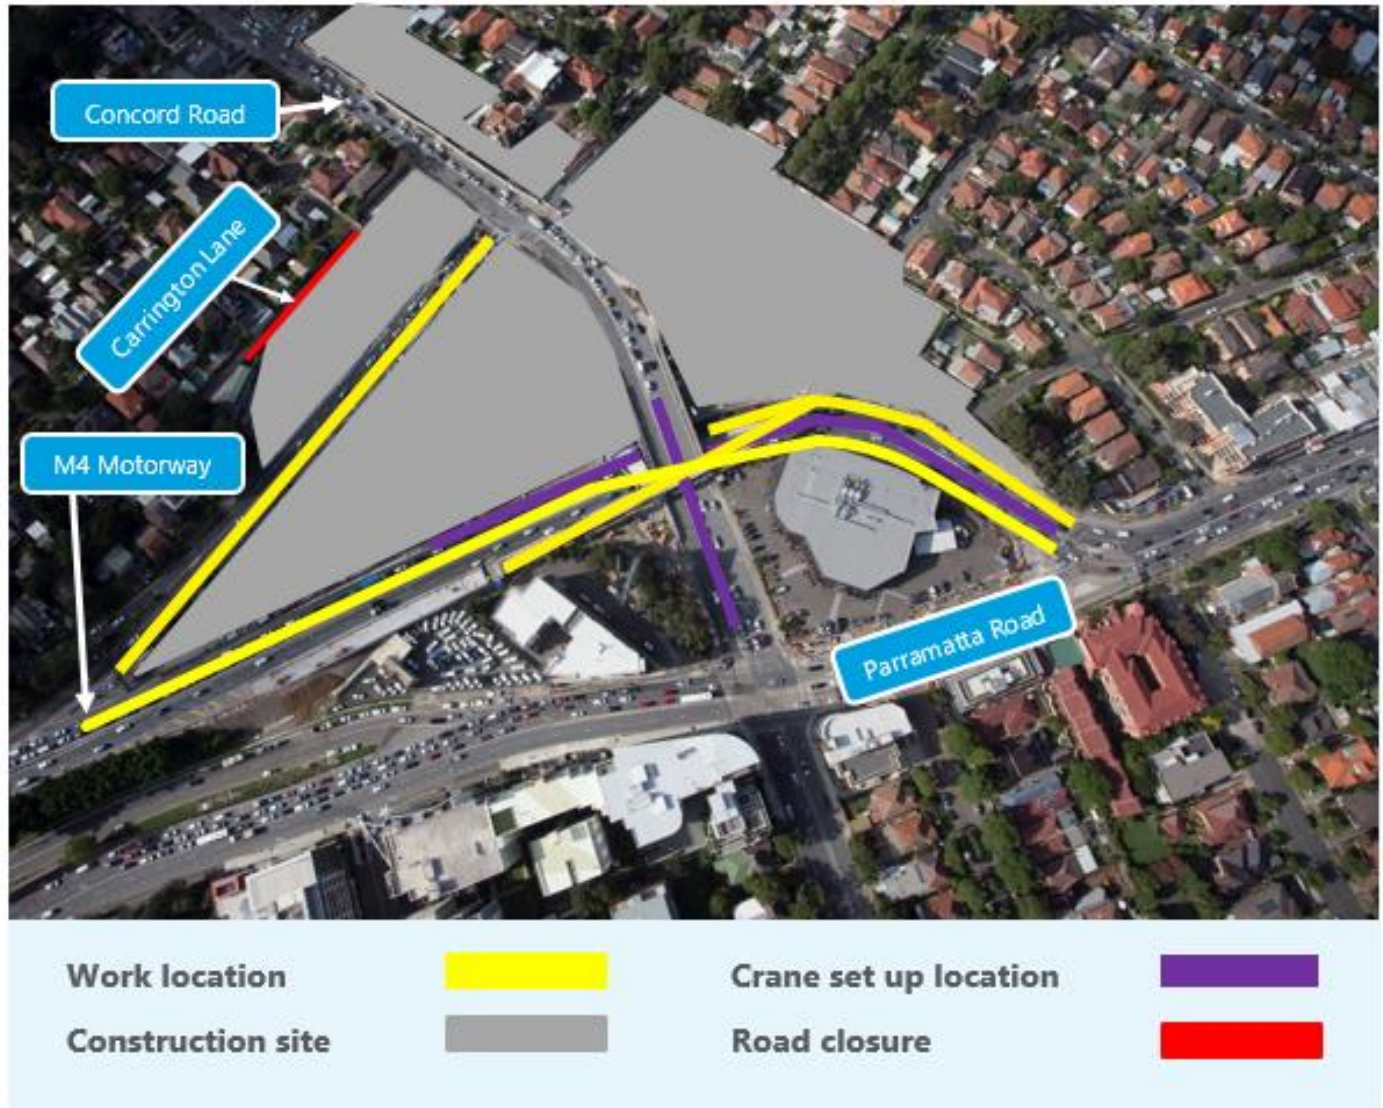 Concord Road
Carrington Lane
M4 Motorway
Parramatta Road
Work location
Crane set up location
Construction site
Road closure